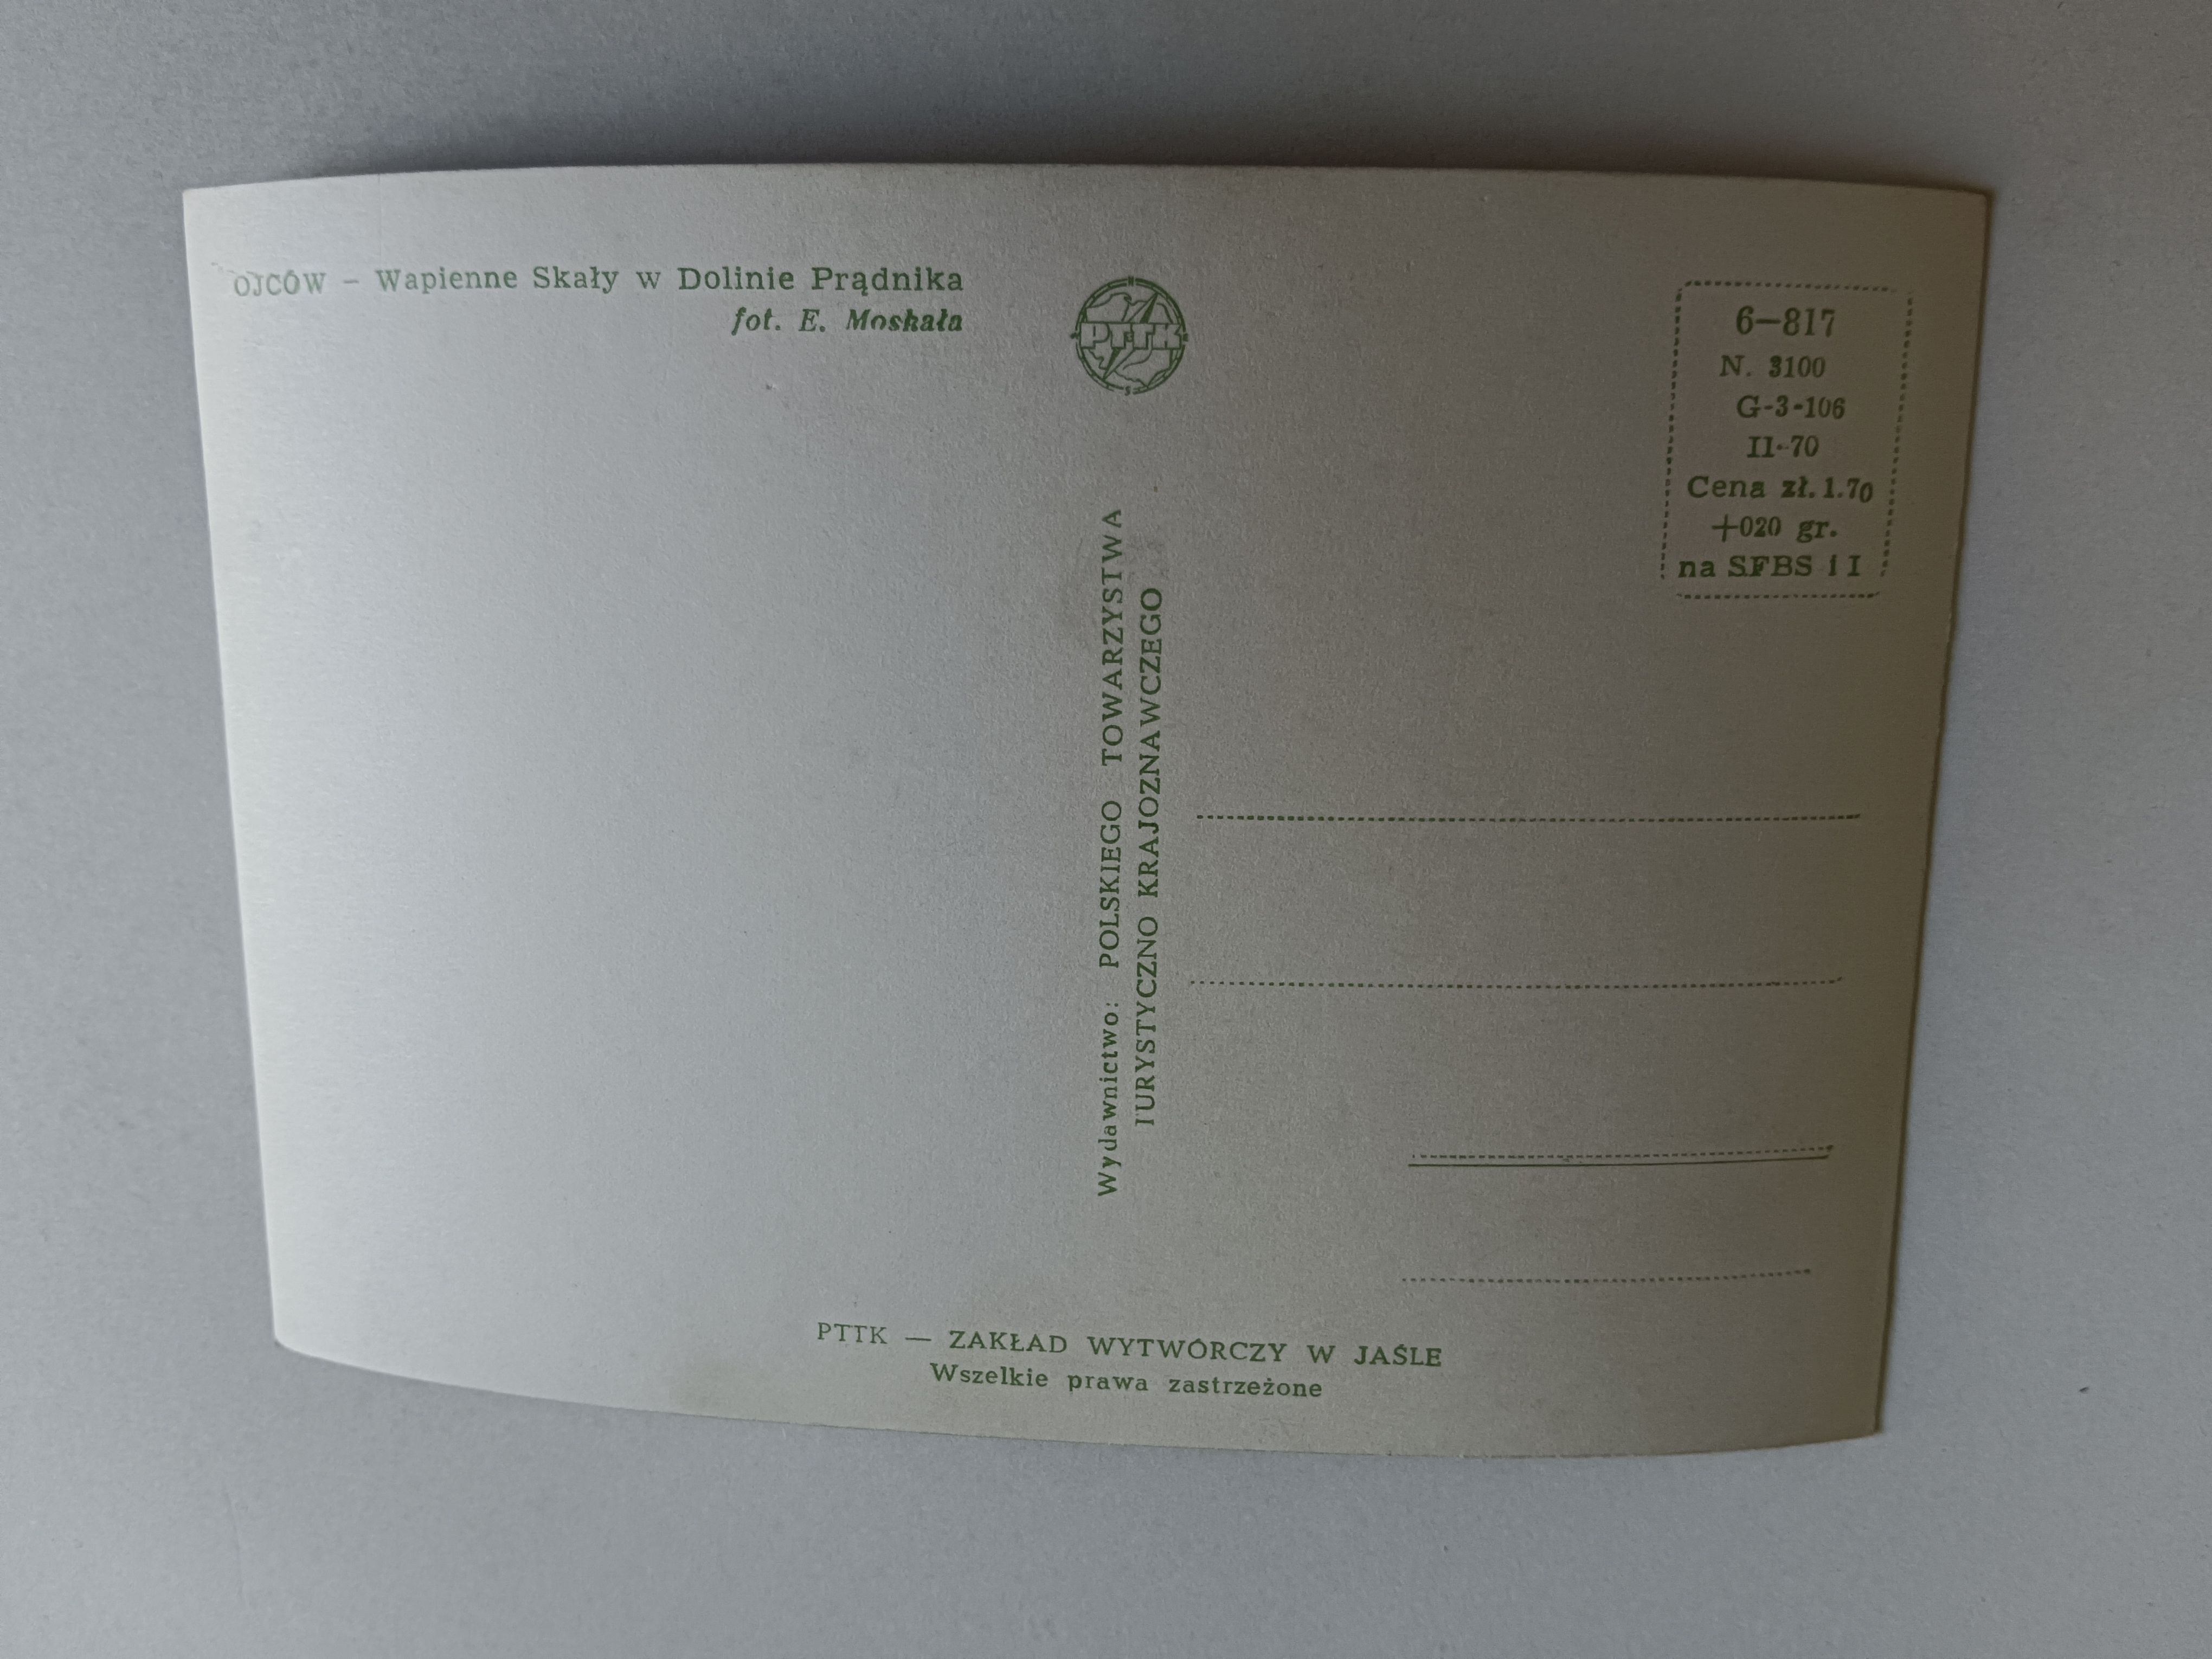 OJCÓW – Wapienne Skały w Dolinie Prądnika
fot. E. Moskała
PTTK
6—817
N. 3100
G-3-106
II-70
Cena zł. 1.70
+020 gr.
na SFBS i I
Wydawnictwo: POLSKIEGO TOWARZYSTWA
TURYSTYCZNO KRAJOZNAWCZEGO
PTTK — ZAKŁAD WYTWÓRCZY W JAŚLE
Wszelkie prawa zastrzeżone